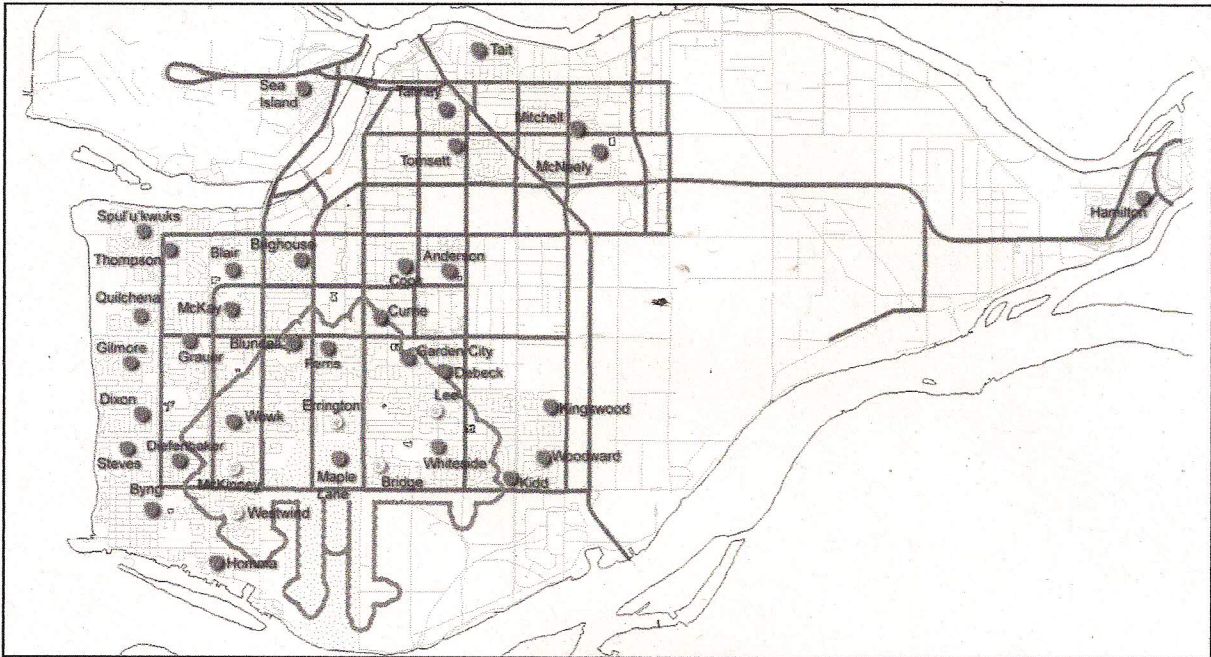 Tait
Sea
Island
Talmey
Mitchell
Tomsett
McNeely
Hamilton
Spul'u'kwuks
Thompson
Blair
Brighouse
Cook
Anderson
Quilchena
McKay
Currie
Gilmore
Grauer
Blundell
Ferris
Garden City
Debeck
Dixon
Errington
Lee
Kingswood
Wowk
Steves
Diefenbaker
Whiteside
Woodward
Byng
McKinney
Maple
Lane
Bridge
Kidd
Westwind
Homma